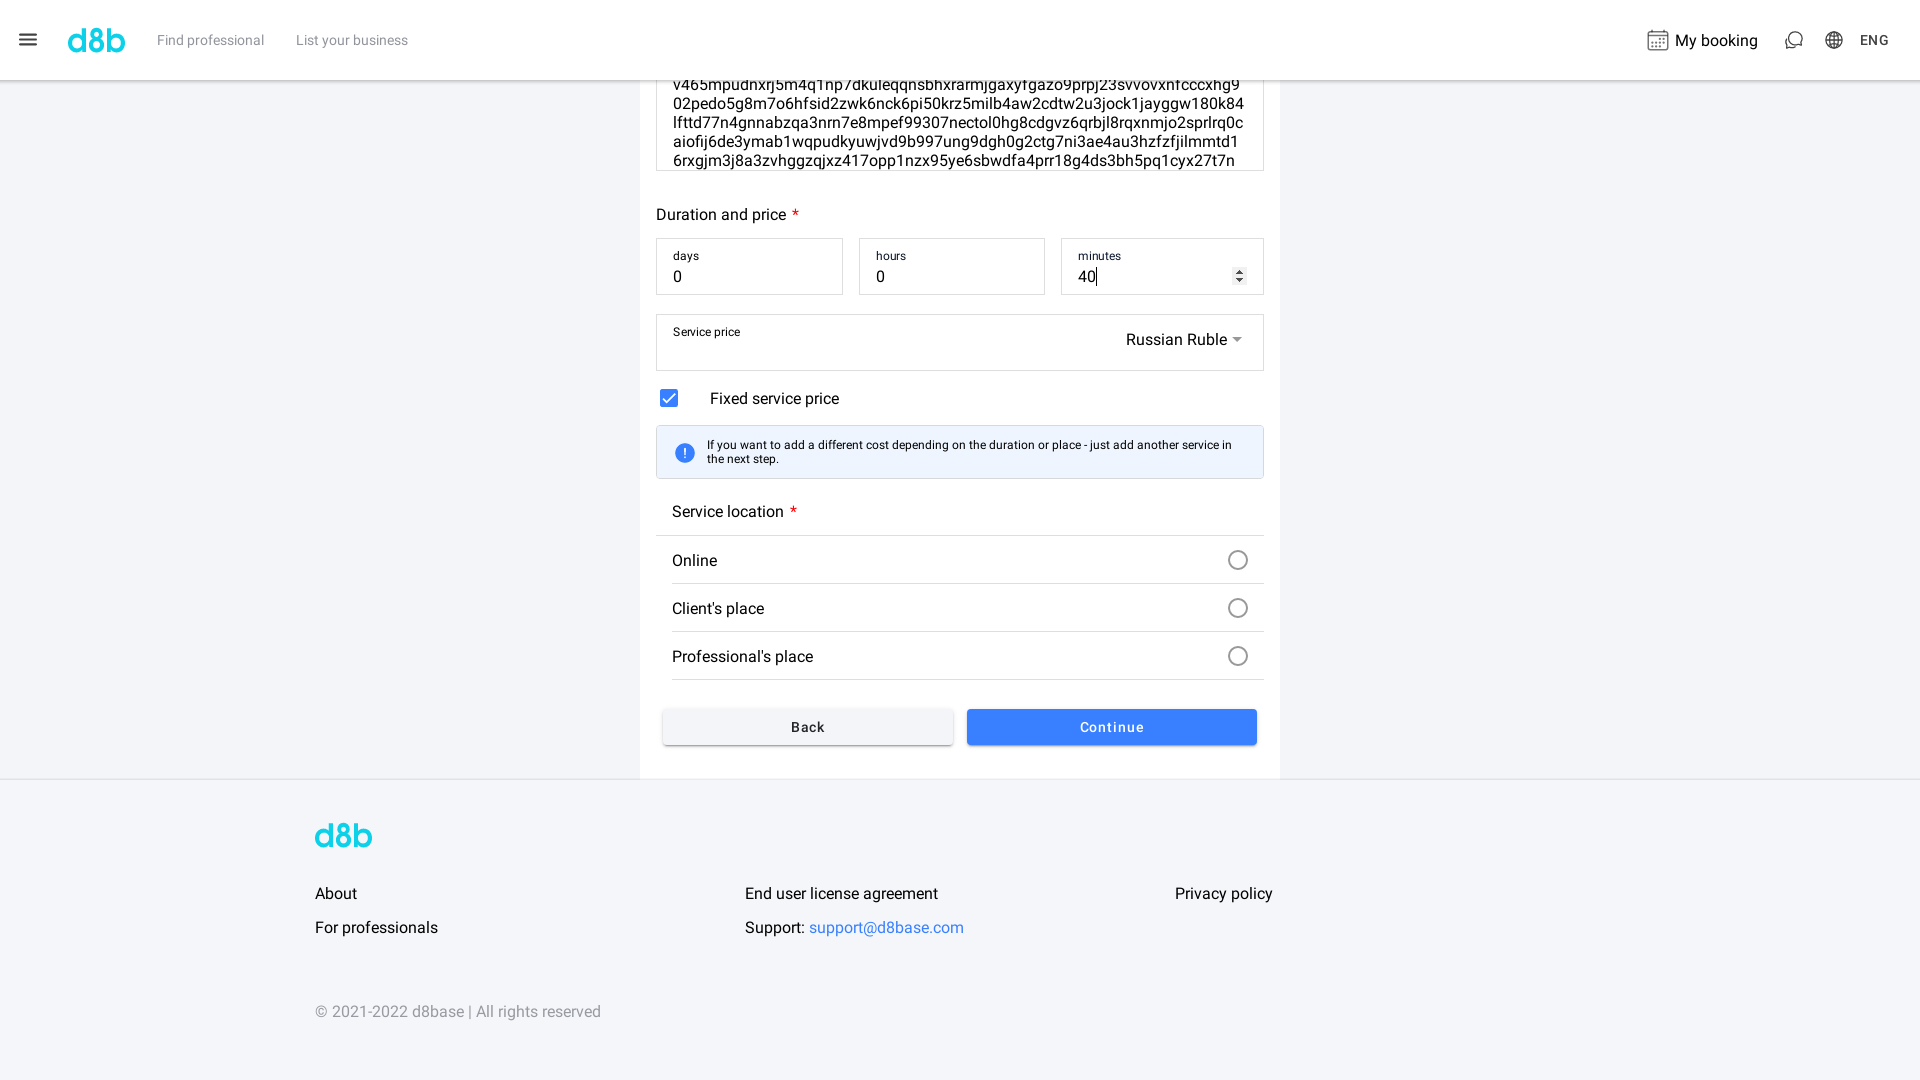 d8b
Find professional
List your business
My booking
ENG
v465mpudnxrj5m4q1np7dkuleqqnsbhxrarmjgaxyfgazo9prpj23svvovxnfcccxhg9
02pedo5g8m7o6hfsid2zwk6nck6pi50krz5milb4aw2cdtw2u3jock1jayggw180k84
lfttd77n4gnnabzqa3nrn7e8mpef99307nectol0hg8cdgvz6qrbjl8rqxnmjo2sprlrq0c
aiofij6de3ymab1wqpudkyuwjvd9b997ung9dgh0g2ctg7ni3ae4au3hzfzfjilmmtd1
6rxgjm3j8a3zvhggzqjxz417opp1nzx95ye6sbwdfa4prr18g4ds3bh5pq1cyx27t7n
Duration and price *
days
0
hours
0
minutes
40
Service price
Russian Ruble
Fixed service price
If you want to add a different cost depending on the duration or place - just add another service in
the next step.
Service location *
Online
Client's place
Professional's place
Back
Continue
d8b
About
End user license agreement
Privacy policy
For professionals
Support: support@d8base.com
© 2021-2022 d8base | All rights reserved